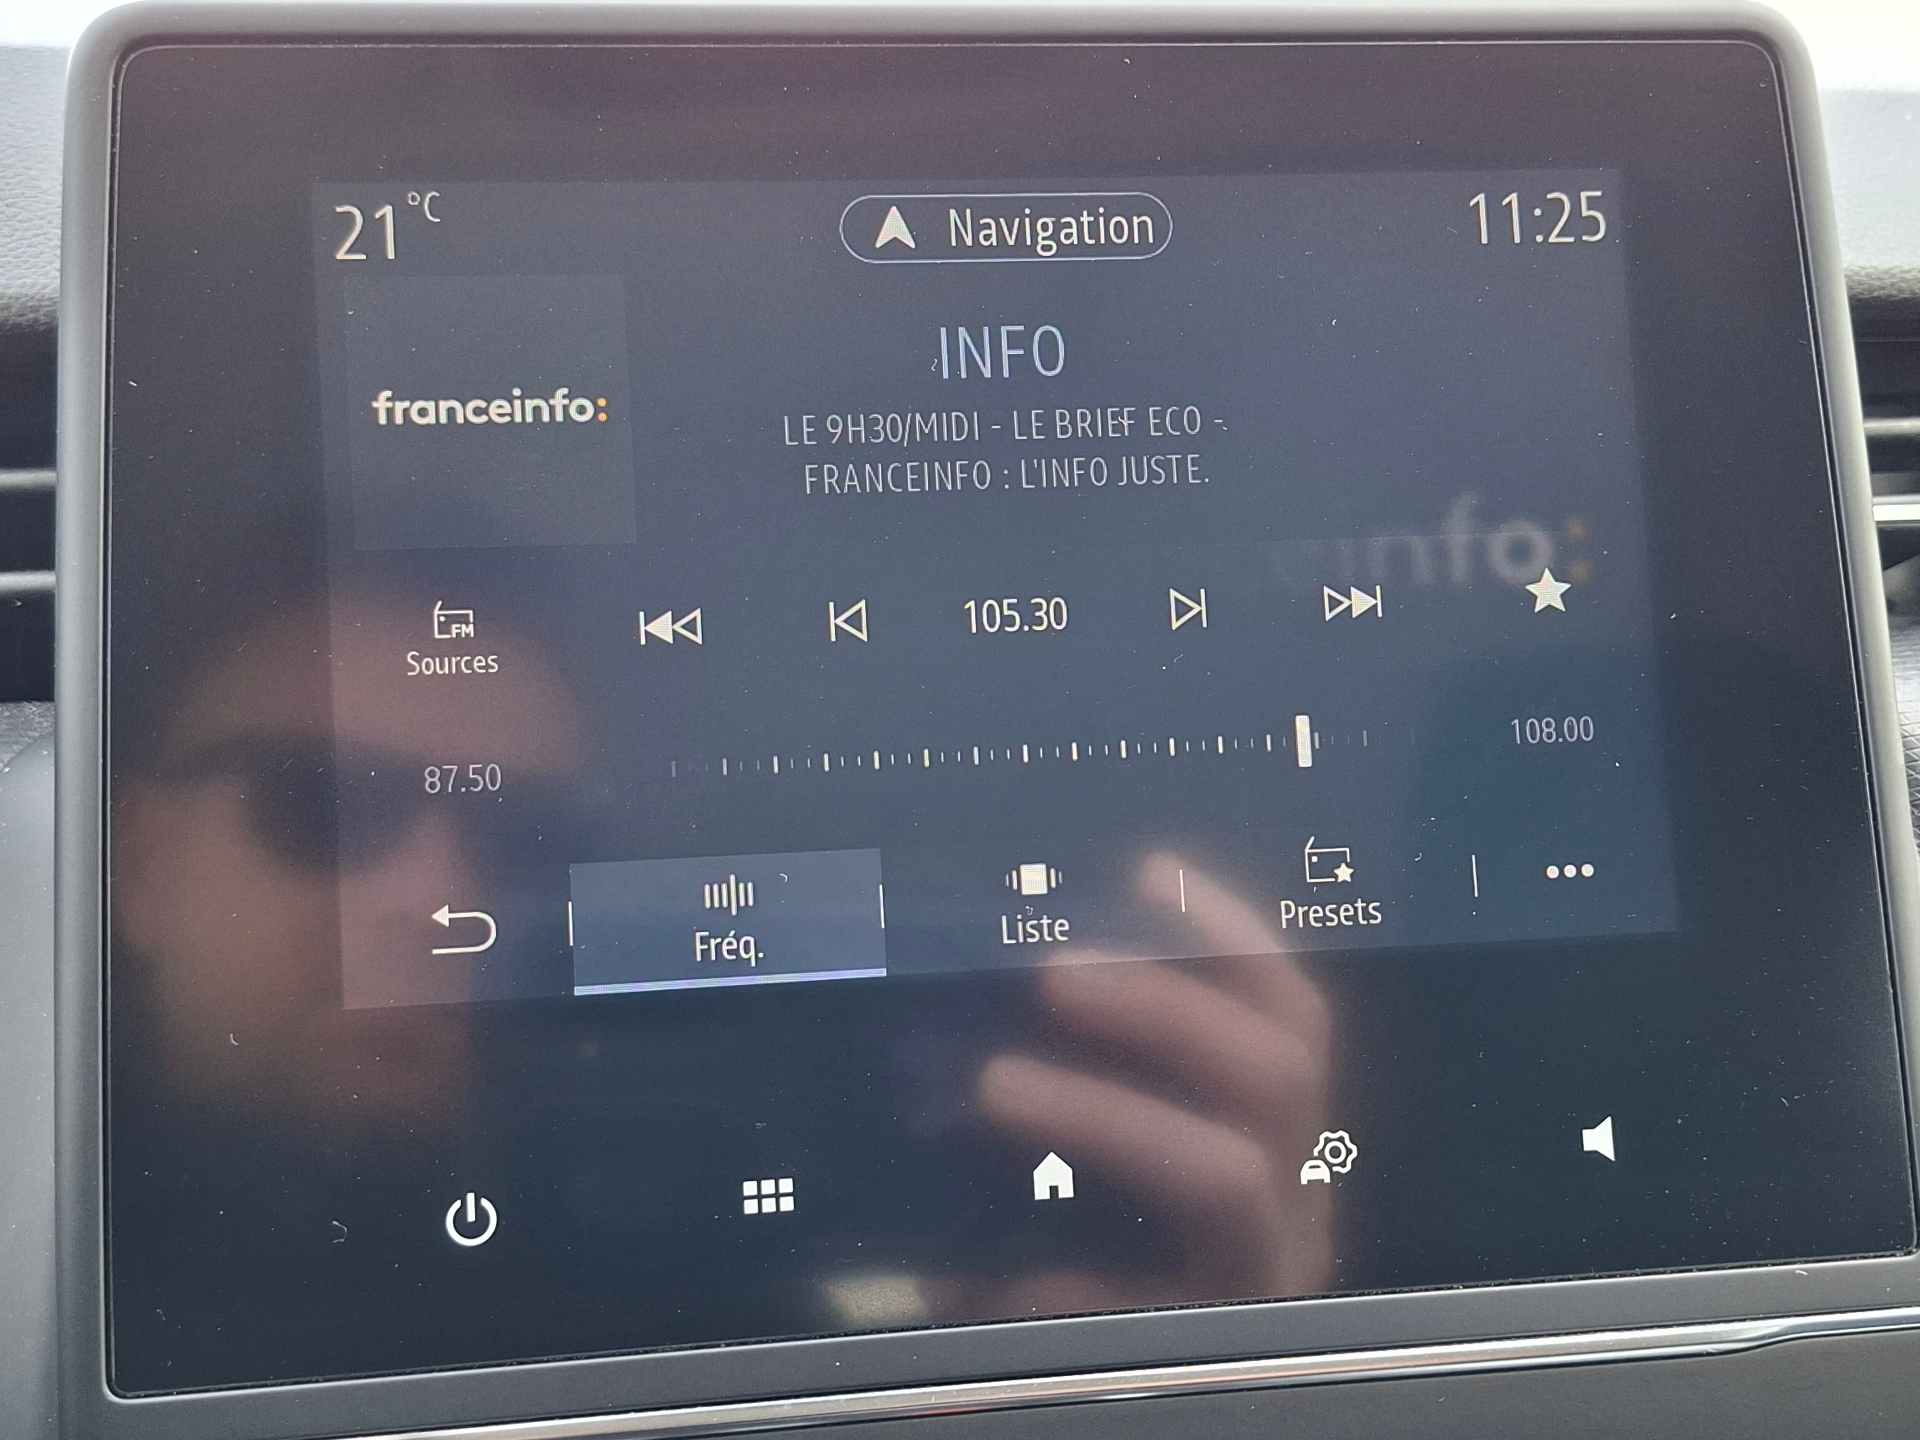 21 °C
Navigation
11:25
franceinfo:
INFO
LE 9H30/MIDI - LE BRIEF ECO -
FRANCEINFO : L'INFO JUSTE.
info:
FM
Sources
105.30
87.50
108.00
Fréq.
Liste
Presets